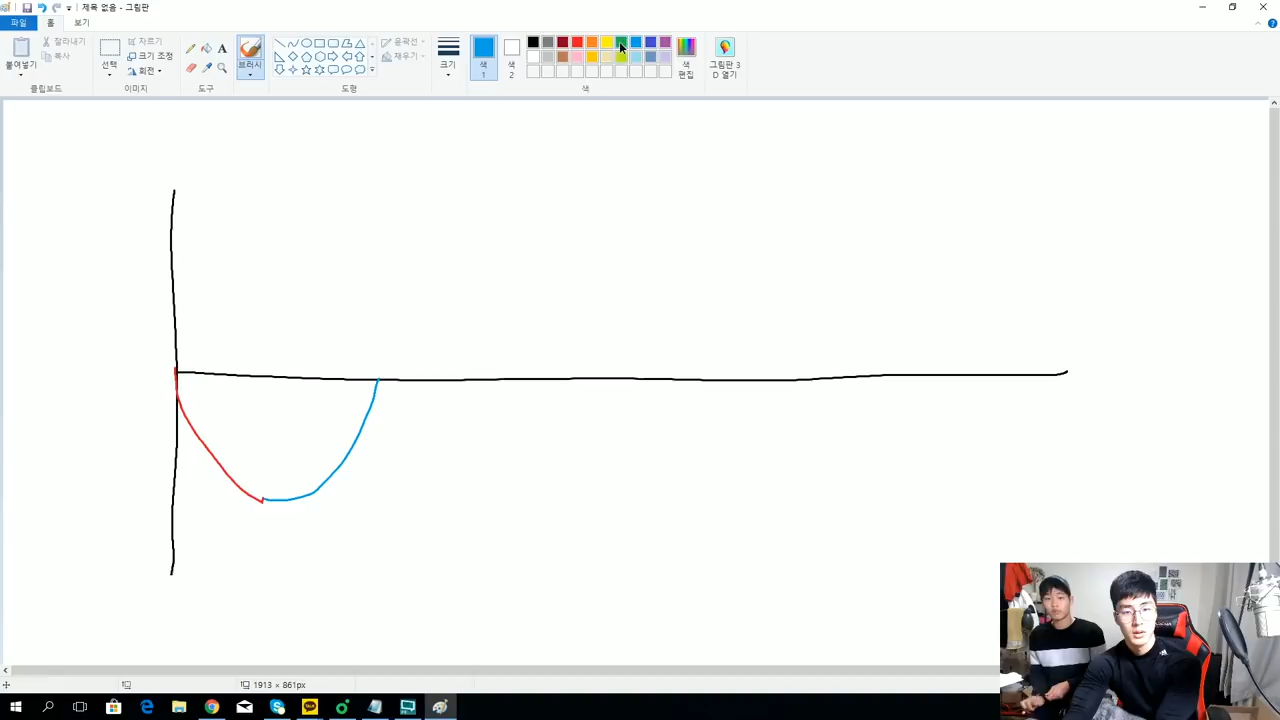 제목 없음 - 그림판
파일
홈
보기
붙여넣기
잘라내기
복사
클립보드
선택
자르기
크기 조정
회전
이미지
A
도구
브러시
윤곽선
채우기
도형
크기
색
1
색
2
색
편집
그림판 3
D 열기
색
1913 × 861px